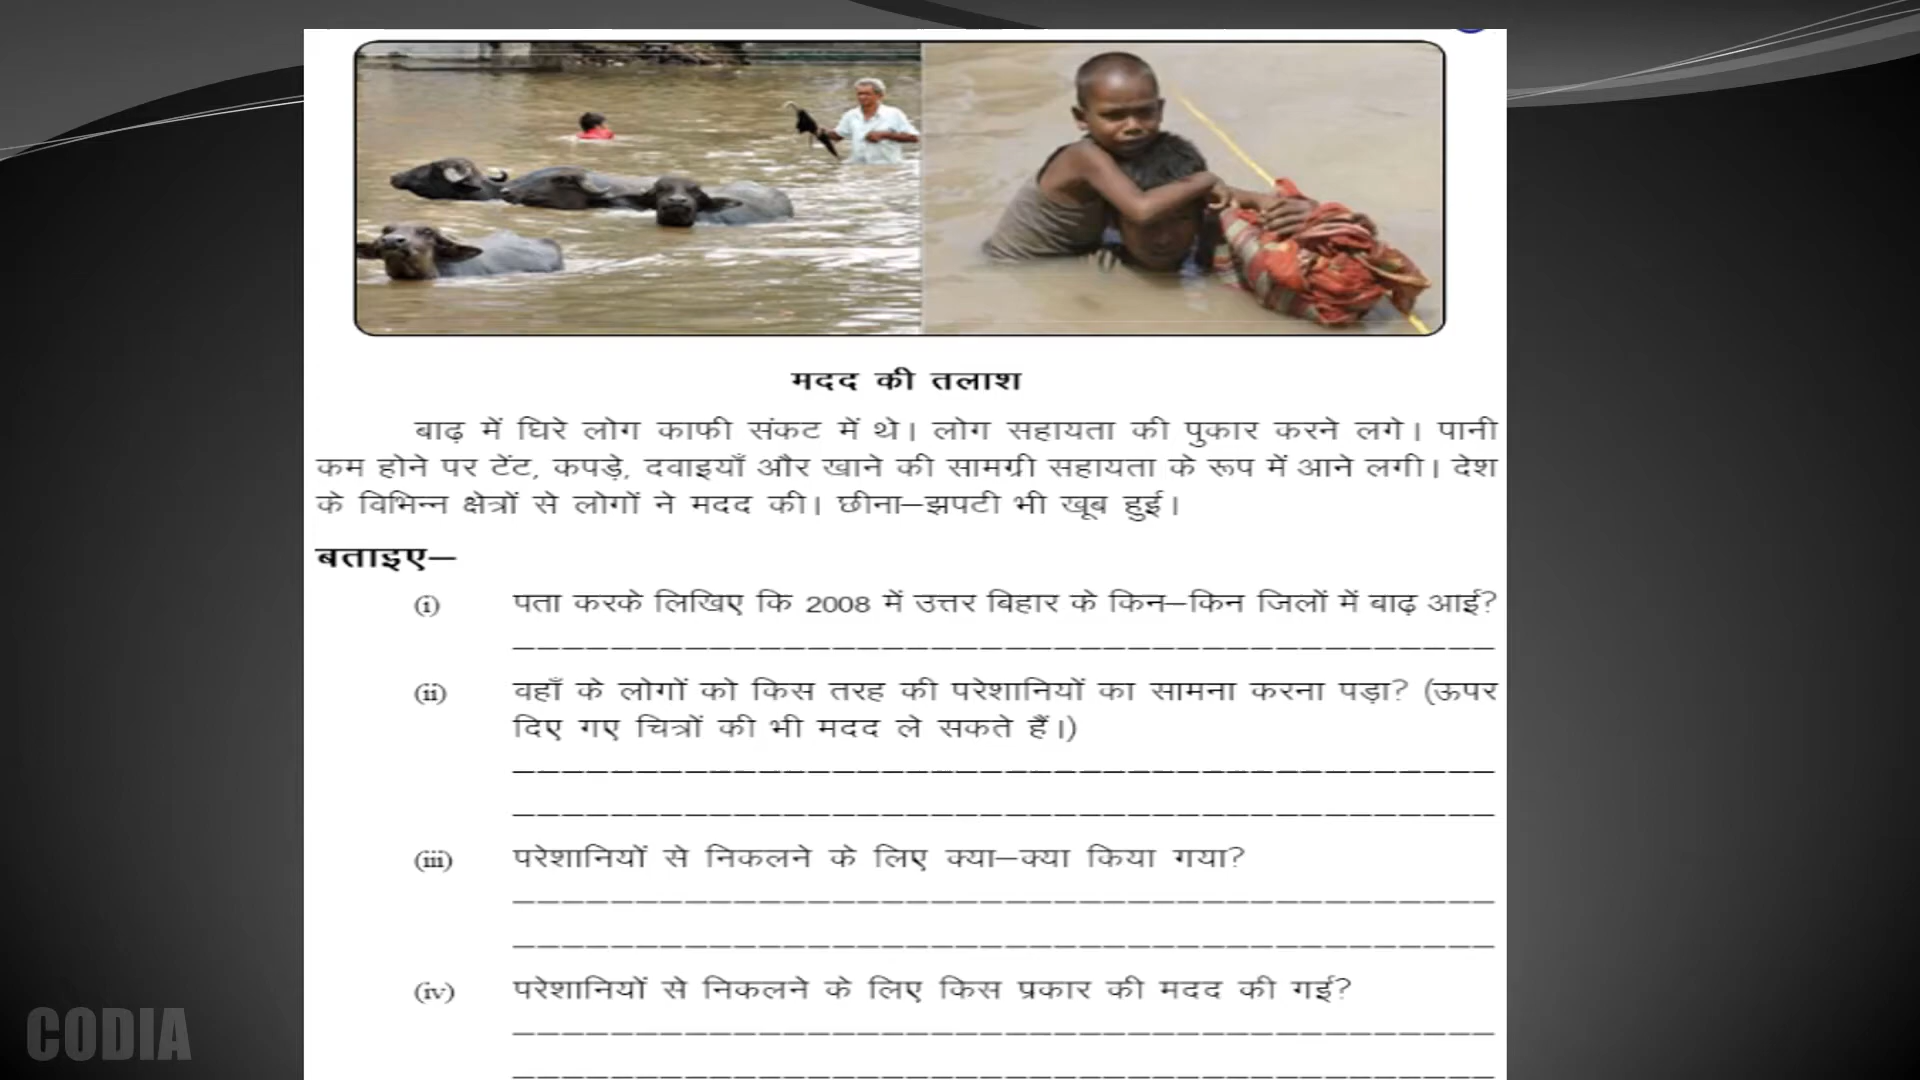 मदद की तलाश
बाढ़ में घिरे लोग काफी संकट में थे। लोग सहायता की पुकार करने लगे। पानी
कम होने पर टेंट, कपड़े, दवाइयाँ और खाने की सामग्री सहायता के रूप में आने लगी। देश
के विभिन्न क्षेत्रों से लोगों ने मदद की। छीना–झपटी भी खूब हुई।
बताइए–
(i) पता करके लिखिए कि 2008 में उत्तर बिहार के किन–किन जिलों में बाढ़ आई?
(ii) वहाँ के लोगों को किस तरह की परेशानियों का सामना करना पड़ा? (ऊपर
दिए गए चित्रों की भी मदद ले सकते हैं।)
(iii) परेशानियों से निकलने के लिए क्या–क्या किया गया?
(iv) परेशानियों से निकलने के लिए किस प्रकार की मदद की गई?
CODIA